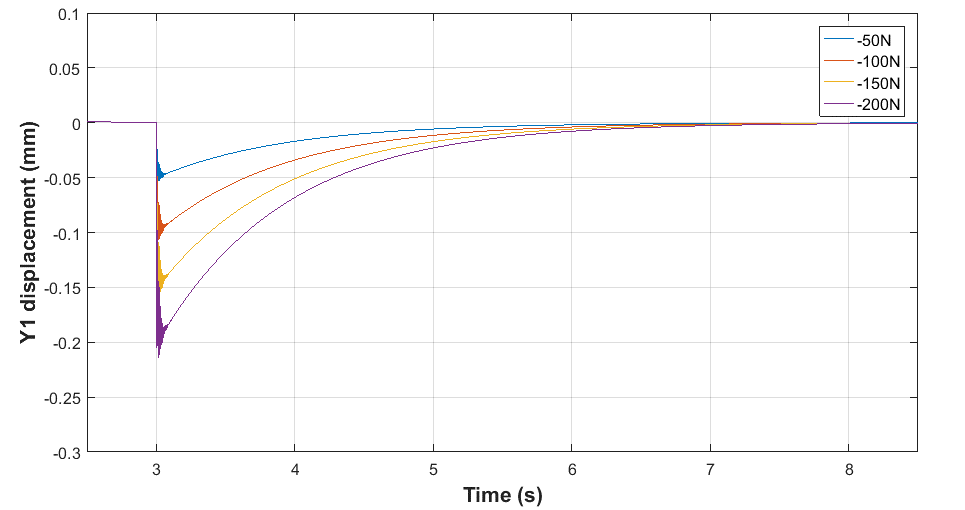 0.1
0.05
0
-0.05
-0.1
-0.15
-0.2
-0.25
-0.3
Y1 displacement (mm)
-50N
-100N
-150N
-200N
3 4 5 6 7 8
Time (s)